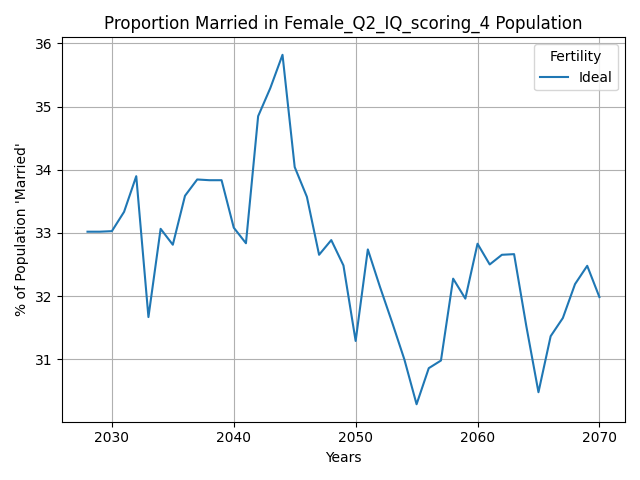 Proportion Married in Female_Q2_IQ_scoring_4 Population
Fertility
Ideal
% of Population 'Married'
36
35
34
33
32
31
2030
2040
2050
2060
2070
Years